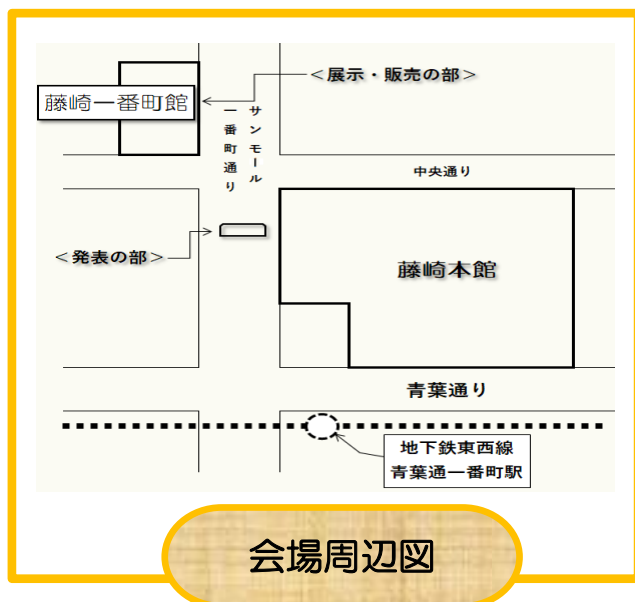 ＜展示・販売の部＞
藤崎一番町館
サンモール
一番町通り
中央通り
＜発表の部＞
藤崎本館
青葉通り
地下鉄東西線
青葉通一番町駅
会場周辺図